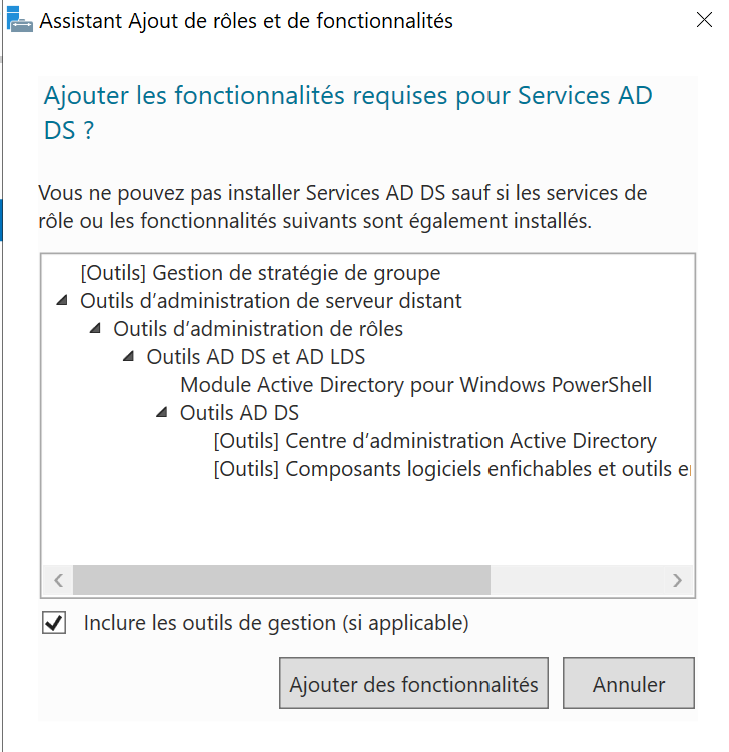 Assistant Ajout de rôles et de fonctionnalités
Ajouter les fonctionnalités requises pour Services AD
DS ?
Vous ne pouvez pas installer Services AD DS sauf si les services de
rôle ou les fonctionnalités suivants sont également installés.
[Outils] Gestion de stratégie de groupe
Outils d’administration de serveur distant
Outils d’administration de rôles
Outils AD DS et AD LDS
Module Active Directory pour Windows PowerShell
Outils AD DS
[Outils] Centre d’administration Active Directory
[Outils] Composants logiciels enfichables et outils
Inclure les outils de gestion (si applicable)
Ajouter des fonctionnalités
Annuler